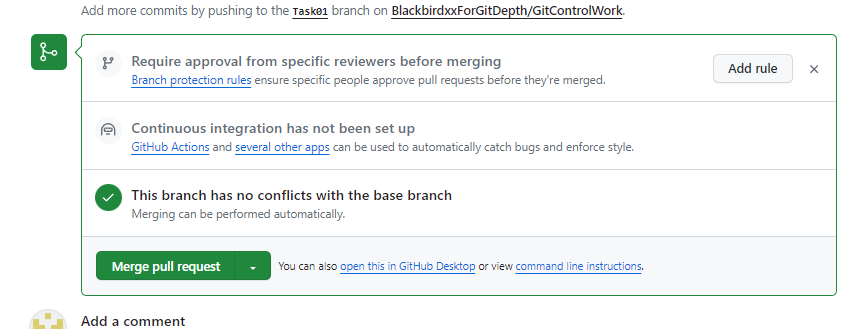 Add more commits by pushing to the Task01 branch on BlackbirdxxForGitDepth/GitControlWork.
Require approval from specific reviewers before merging
Branch protection rules ensure specific people approve pull requests before they're merged.
Add rule
Continuous integration has not been set up
GitHub Actions and several other apps can be used to automatically catch bugs and enforce style.
This branch has no conflicts with the base branch
Merging can be performed automatically.
Merge pull request
You can also open this in GitHub Desktop or view command line instructions.
Add a comment